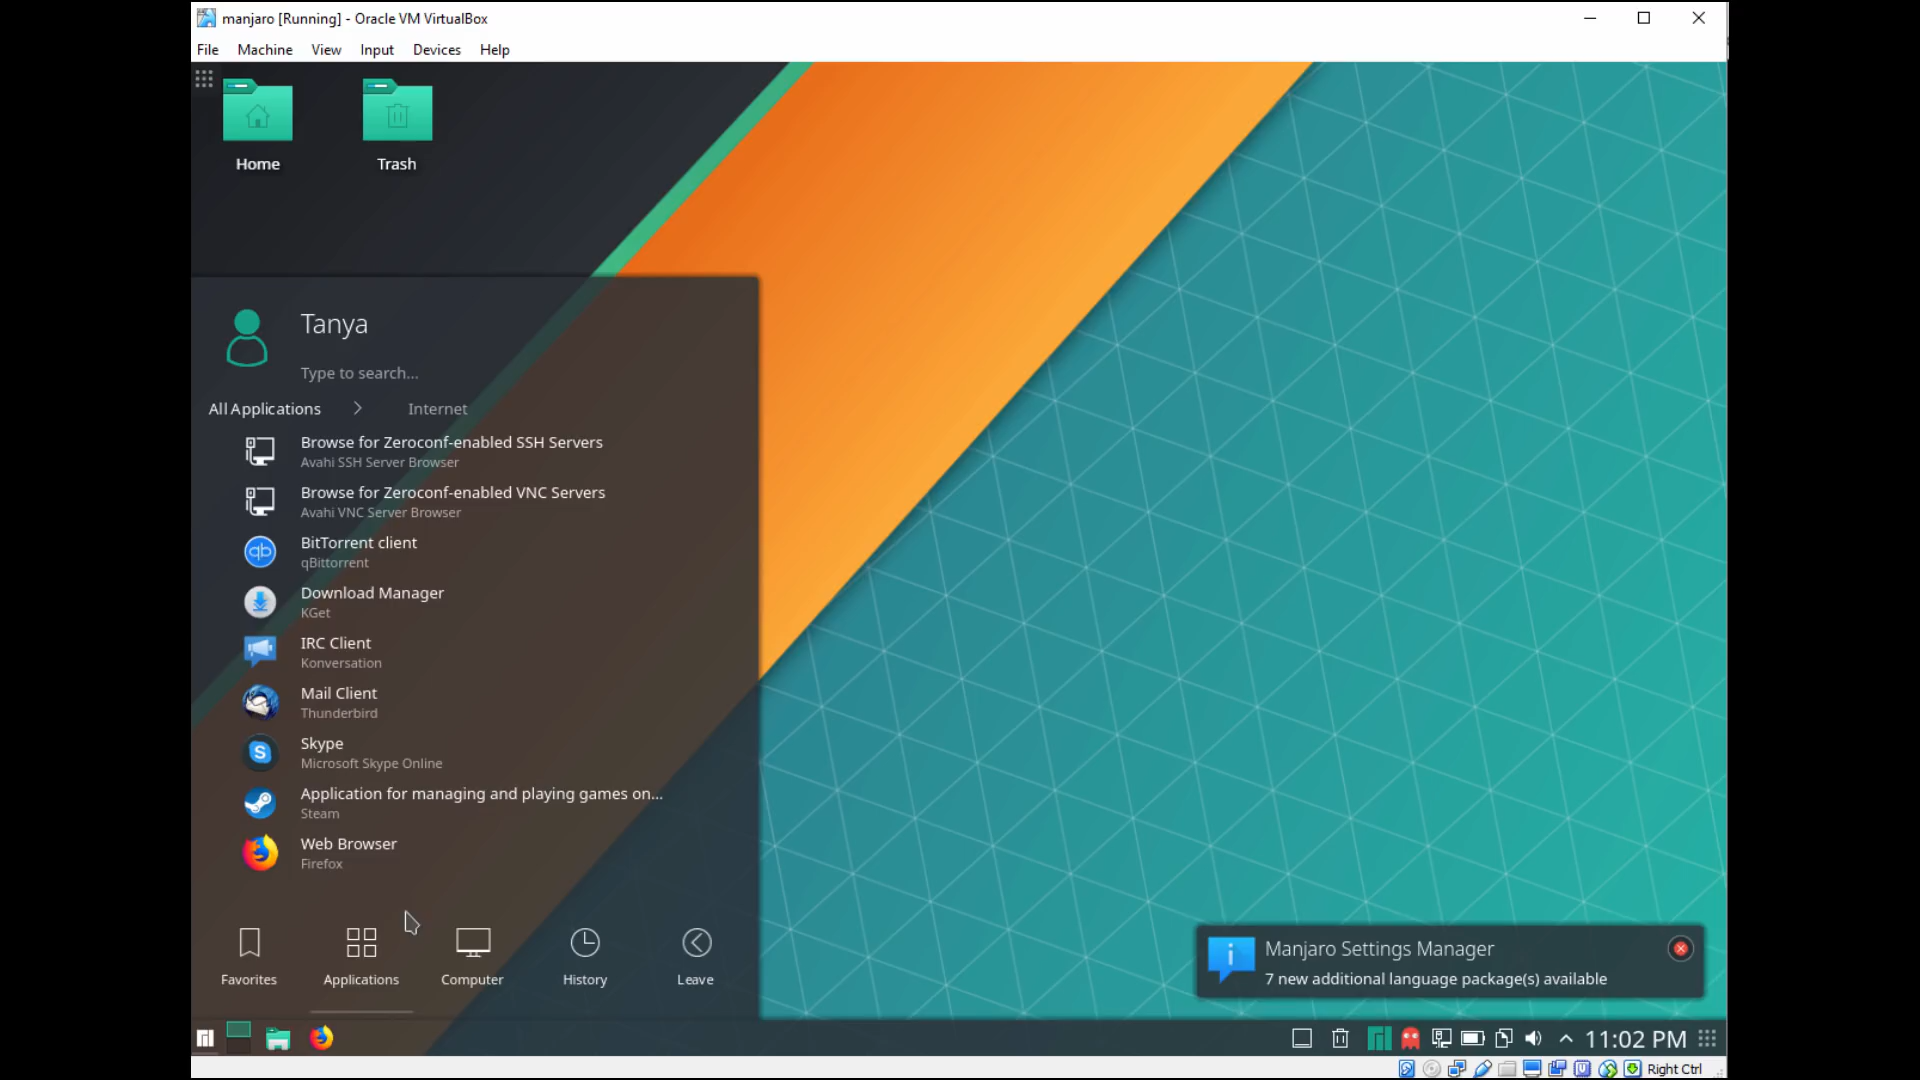 manjaro [Running] - Oracle VM VirtualBox
File Machine View Input Devices Help
Home
Trash
Tanya
Type to search...
All Applications
Internet
Browse for Zeroconf-enabled SSH Servers
Avahi SSH Server Browser
Browse for Zeroconf-enabled VNC Servers
Avahi VNC Server Browser
BitTorrent client
qBittorrent
Download Manager
KGet
IRC Client
Konversation
Mail Client
Thunderbird
Skype
Microsoft Skype Online
Application for managing and playing games on...
Steam
Web Browser
Firefox
Favorites
Applications
Computer
History
Leave
Manjaro Settings Manager
7 new additional language package(s) available
11:02 PM
Right Ctrl